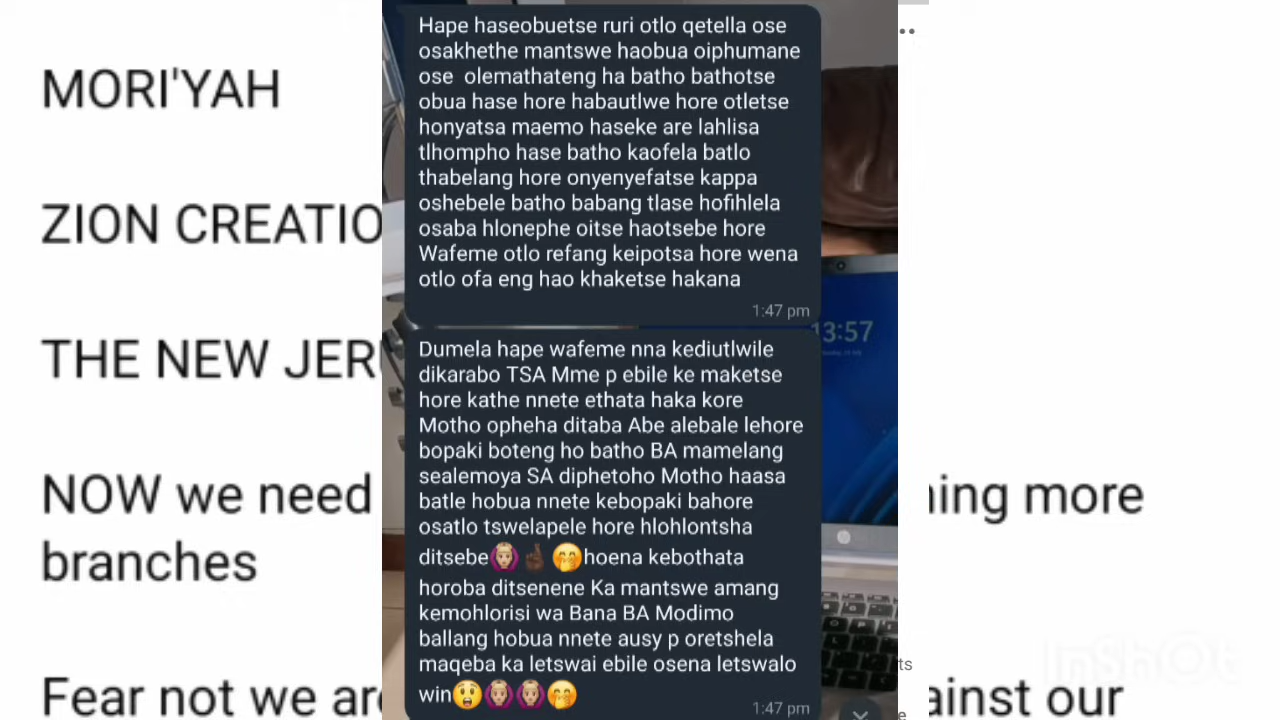 MORI'YAH
ZION CREATIO
THE NEW JER
NOW we need
branches
Fear not we are
Hape haseobuetse ruri otlo qetella ose
osakhethe mantswe haobua oiphumane
ose olemathateng ha batho bathotse
obua hase hore habautlwe hore otletse
honyatsa maemo haseke are lahlisa
tlhompho hase batho kaofela batlo
thabelang hore onyenyefatse kappa
oshebele batho babang tlase hofihlela
osaba hlonephe oitse haotsebe hore
Wafeme otlo refang keipotsa hore wena
otlo ofa eng hao khaketse hakana
1:47 pm
Dumela hape wafeme nna kediutlwile
dikarabo TSA Mme p ebile ke maketse
hore kathe nnete ethata haka kore
Motho opheha ditaba Abe alebale lehore
bopaki boteng ho batho BA mamelang
sealemoya SA diphetoho Motho haasa
batle hobua nnete kebopaki bahore
osatlo tswelapele hore hlohlontsha
ditsebe🙆🏼🤞🏿🤭hoena kebothata
horoba ditsenene Ka mantswe amang
kemohlorisi wa Bana BA Modimo
ballang hobua nnete ausy p oretshela
maqeba ka letswai ebile osena letswalo
win😲🙆🏼🙆🏼🤭
1:47 pm
13:57
ning more
ts
e
ainst our
InShOt